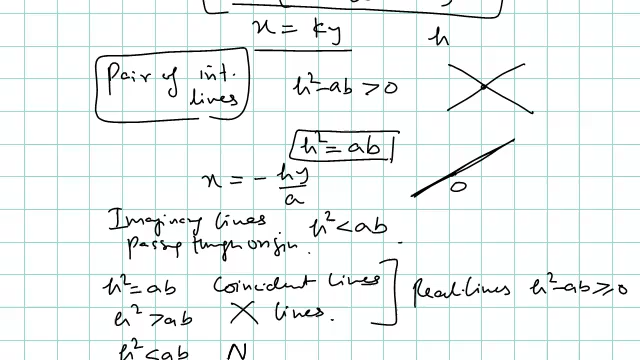 x = ky
h
Pair of int. lines
h² - ab > 0
h² = ab
x = - hy/a
O
Imaginary lines h² < ab.
passing through origin.
h² = ab Coincident lines
h² > ab X lines.
Real lines h² - ab ≥ 0
h² < ab N